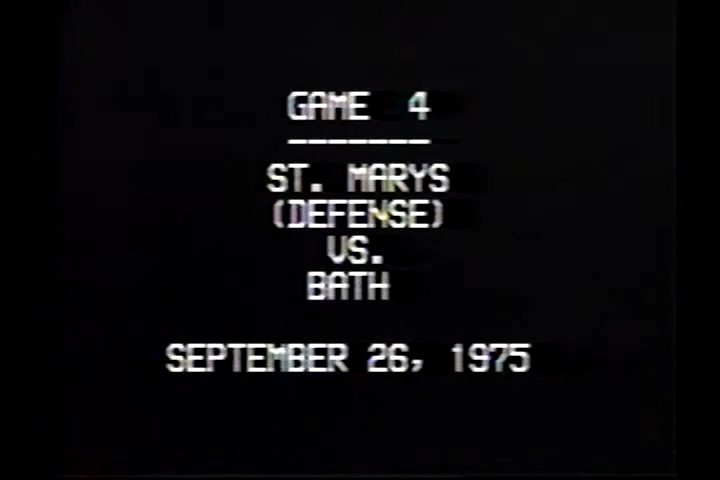 GAME 4
-------
ST. MARYS
(DEFENSE)
VS.
BATH
SEPTEMBER 26, 1975